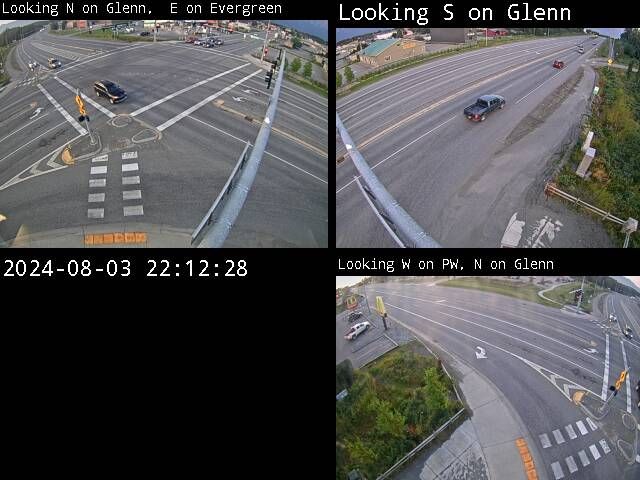 Looking N on Glenn,  E on Evergreen
Looking S on Glenn
2024-08-03 22:12:28
Looking W on PW, N on Glenn